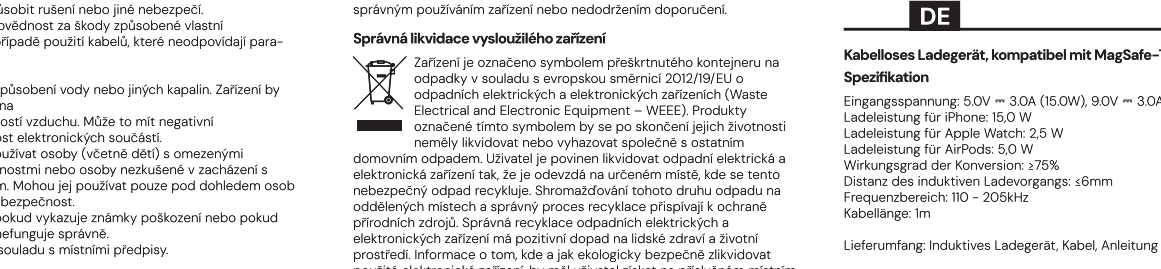 ůsobit rušení nebo jiné nebezpečí.
ovědnost za škody způsobené vlastní
řípadě použití kabelů, které neodpovídají para-
působení vody nebo jiných kapalin. Zařízení by
na
ostí vzduchu. Může to mít negativní
ost elektronických součástí.
oužívat osoby (včetně dětí) s omezenými
nostmi nebo osoby nezkušené v zacházení s
m. Mohou jej používat pouze pod dohledem osob
bezpečnost.
pokud vykazuje známky poškození nebo pokud
nefunguje správně.
souladu s místními předpisy.
správným používáním zařízení nebo nedodržením doporučení.
Správná likvidace vysloužilého zařízení
Zařízení je označeno symbolem přeškrtnutého kontejneru na
odpadky v souladu s evropskou směrnicí 2012/19/EU o
odpadních elektrických a elektronických zařízeních (Waste
Electrical and Electronic Equipment – WEEE). Produkty
označené tímto symbolem by se po skončení jejich životnosti
neměly likvidovat nebo vyhazovat společně s ostatním
domovním odpadem. Uživatel je povinen likvidovat odpadní elektrická a
elektronická zařízení tak, že je odevzdá na určeném místě, kde se tento
nebezpečný odpad recykluje. Shromažďování tohoto druhu odpadu na
oddělených místech a správný proces recyklace přispívají k ochraně
přírodních zdrojů. Správná recyklace odpadních elektrických a
elektronických zařízení má pozitivní dopad na lidské zdraví a životní
prostředí. Informace o tom, kde a jak ekologicky bezpečně zlikvidovat
DE
Kabelloses Ladegerät, kompatibel mit MagSafe-
Spezifikation
Eingangsspannung: 5.0V ⎓ 3.0A (15.0W), 9.0V ⎓ 3.0A
Ladeleistung für iPhone: 15,0 W
Ladeleistung für Apple Watch: 2,5 W
Ladeleistung für AirPods: 5,0 W
Wirkungsgrad der Konversion: ≥75%
Distanz des induktiven Ladevorgangs: ≤6mm
Frequenzbereich: 110 - 205kHz
Kabellänge: 1m
Lieferumfang: Induktives Ladegerät, Kabel, Anleitung